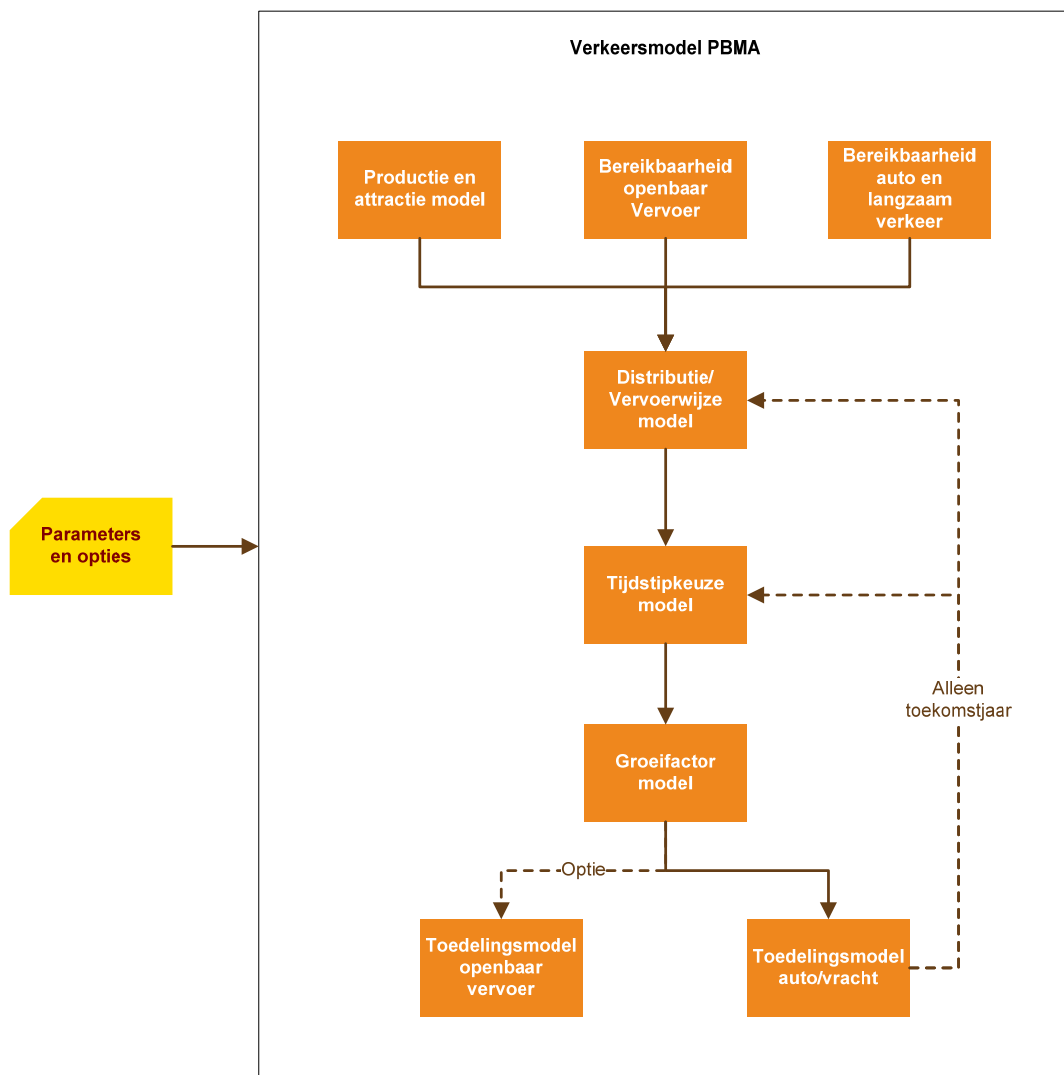 Verkeersmodel PBMA
Productie en
attractie model
Bereikbaarheid
openbaar
Vervoer
Bereikbaarheid
auto en
langzaam
verkeer
Distributie/
Vervoerwijze
model
Parameters
en opties
Tijdstipkeuze
model
Alleen
toekomstjaar
Groeifactor
model
Optie
Toedelingsmodel
openbaar
vervoer
Toedelingsmodel
auto/vracht